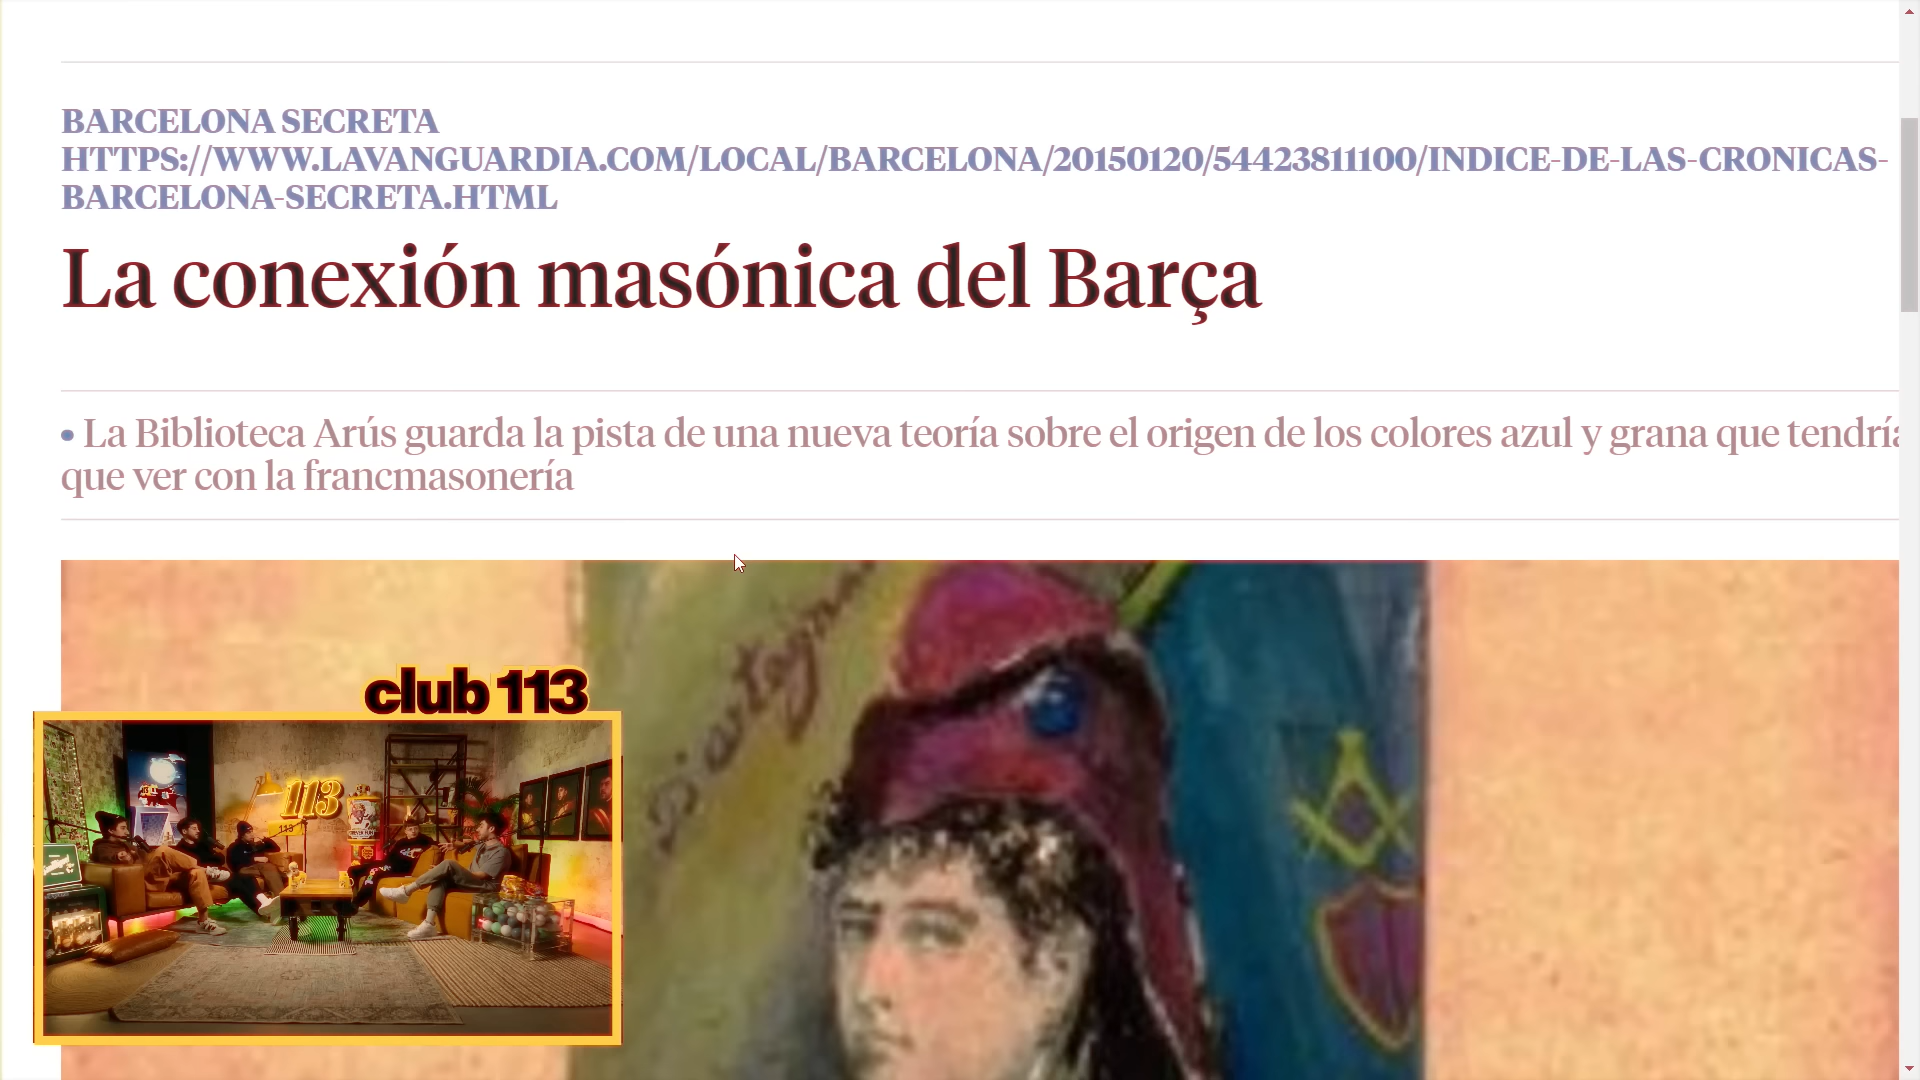 BARCELONA SECRETA
HTTPS://WWW.LAVANGUARDIA.COM/LOCAL/BARCELONA/20150120/54423811100/INDICE-DE-LAS-CRONICAS-
BARCELONA-SECRETA.HTML
La conexión masónica del Barça
• La Biblioteca Arús guarda la pista de una nueva teoría sobre el origen de los colores azul y grana que tendría
que ver con la francmasonería
club 113
113
113